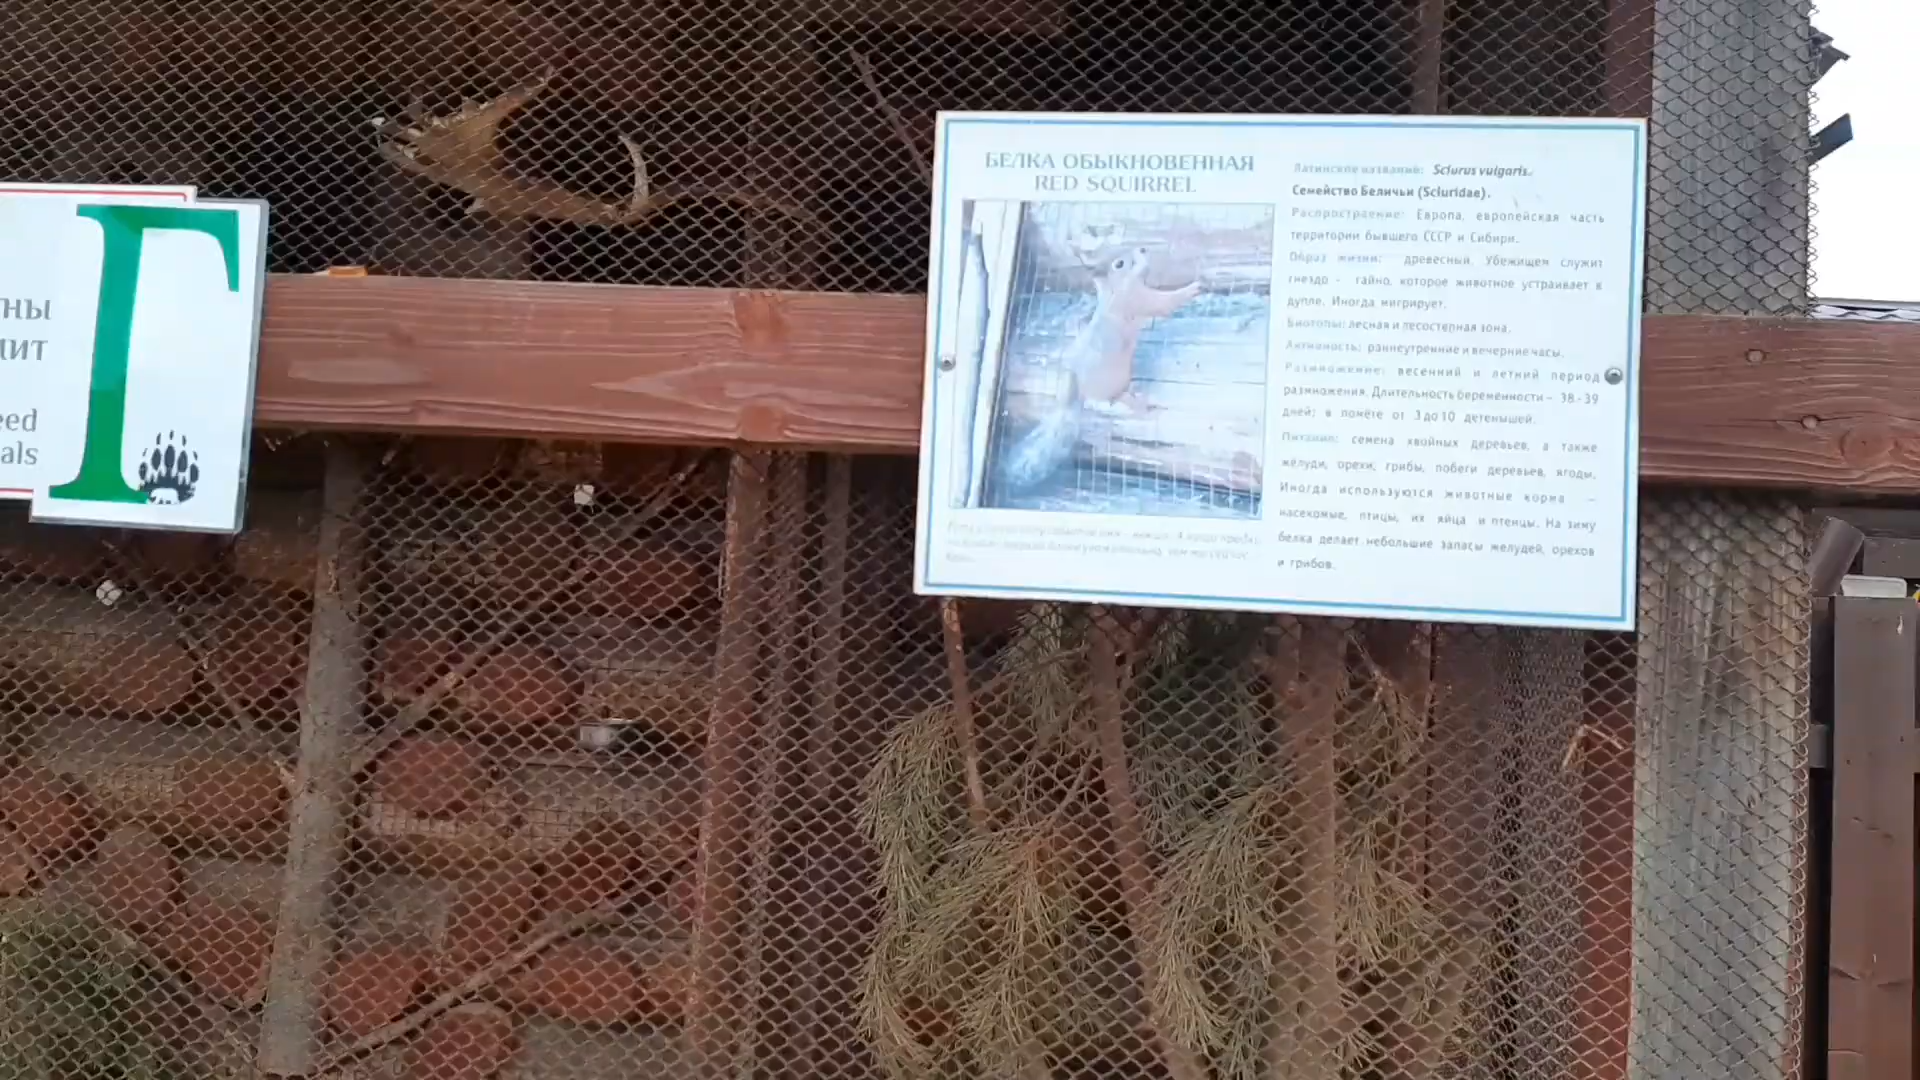 НЫ
ИТ
eed
als
Г
БЕЛКА ОБЫКНОВЕННАЯ
RED SQUIRREL
Латинское название: Sciurus vulgaris.
Семейство Беличьи (Sciuridae).
Распространение: Европа, европейская часть
территории бывшего СССР и Сибири.
Образ жизни: древесный. Убежищем служит
гнездо - гайно, которое животное устраивает в
дупле. Иногда мигрирует.
Биотопы: лесная и лесостепная зона.
Активность: раннеутренние и вечерние часы.
Размножение: весенний и летний период
размножения. Длительность беременности – 38 - 39
дней; в помёте от 3 до 10 детенышей.
Питание: семена хвойных деревьев, а также
жёлуди, орехи, грибы, побеги деревьев, ягоды.
Иногда используются животные корма –
насекомые, птицы, их яйца и птенцы. На зиму
белка делает небольшие запасы желудей, орехов
и грибов.